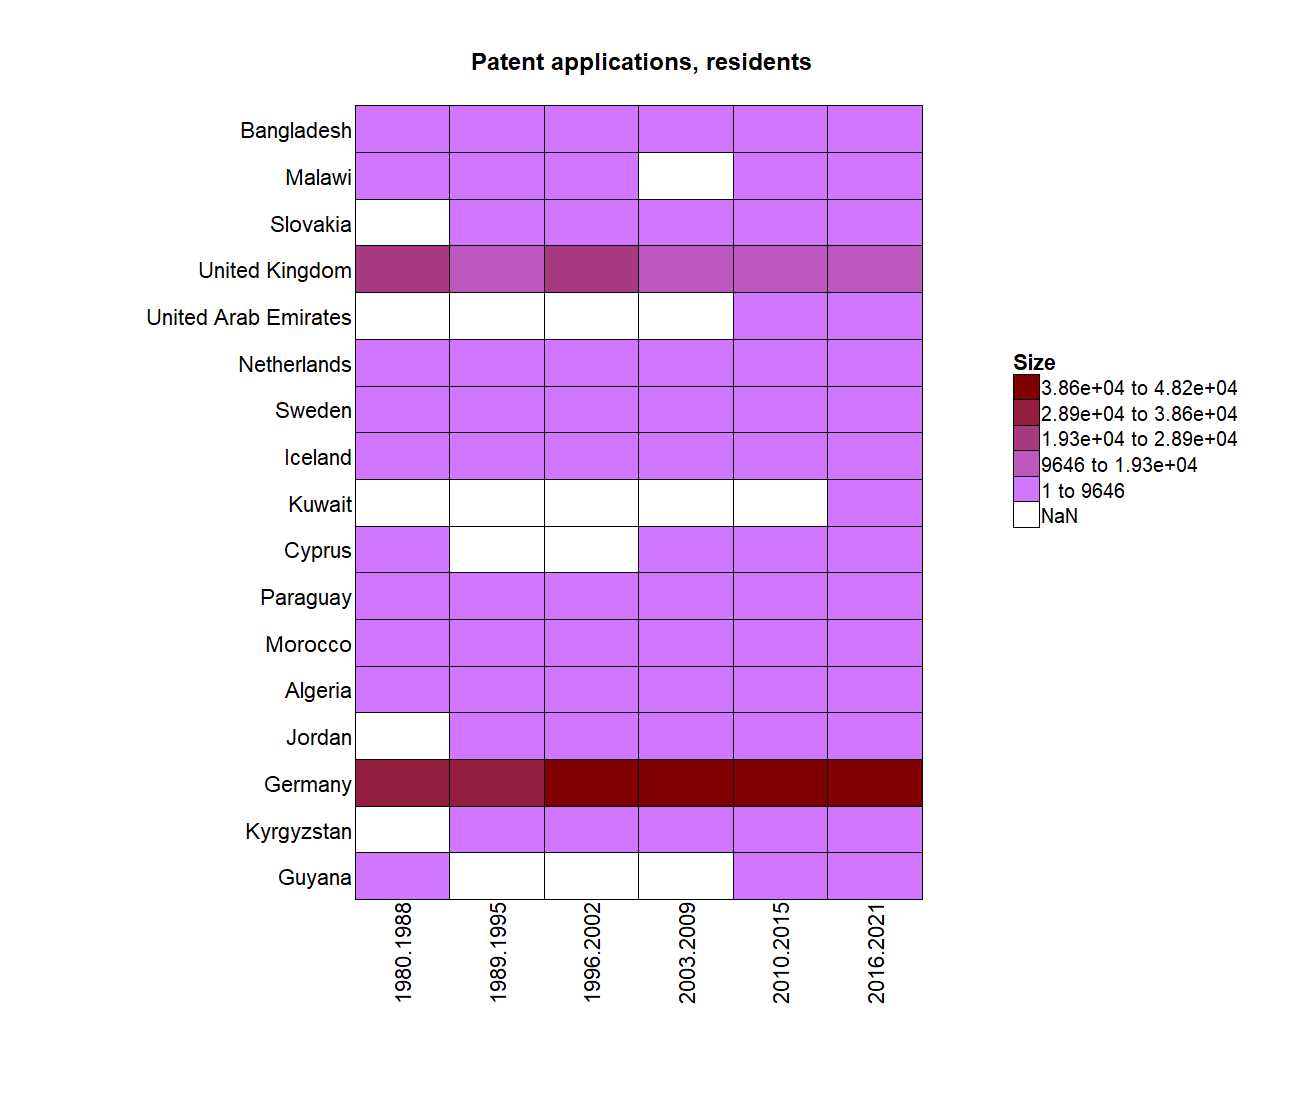 Patent applications, residents
Bangladesh
Malawi
Slovakia
United Kingdom
United Arab Emirates
Netherlands
Sweden
Iceland
Kuwait
Cyprus
Paraguay
Morocco
Algeria
Jordan
Germany
Kyrgyzstan
Guyana
1980.1988
1989.1995
1996.2002
2003.2009
2010.2015
2016.2021
Size
3.86e+04 to 4.82e+04
2.89e+04 to 3.86e+04
1.93e+04 to 2.89e+04
9646 to 1.93e+04
1 to 9646
NaN